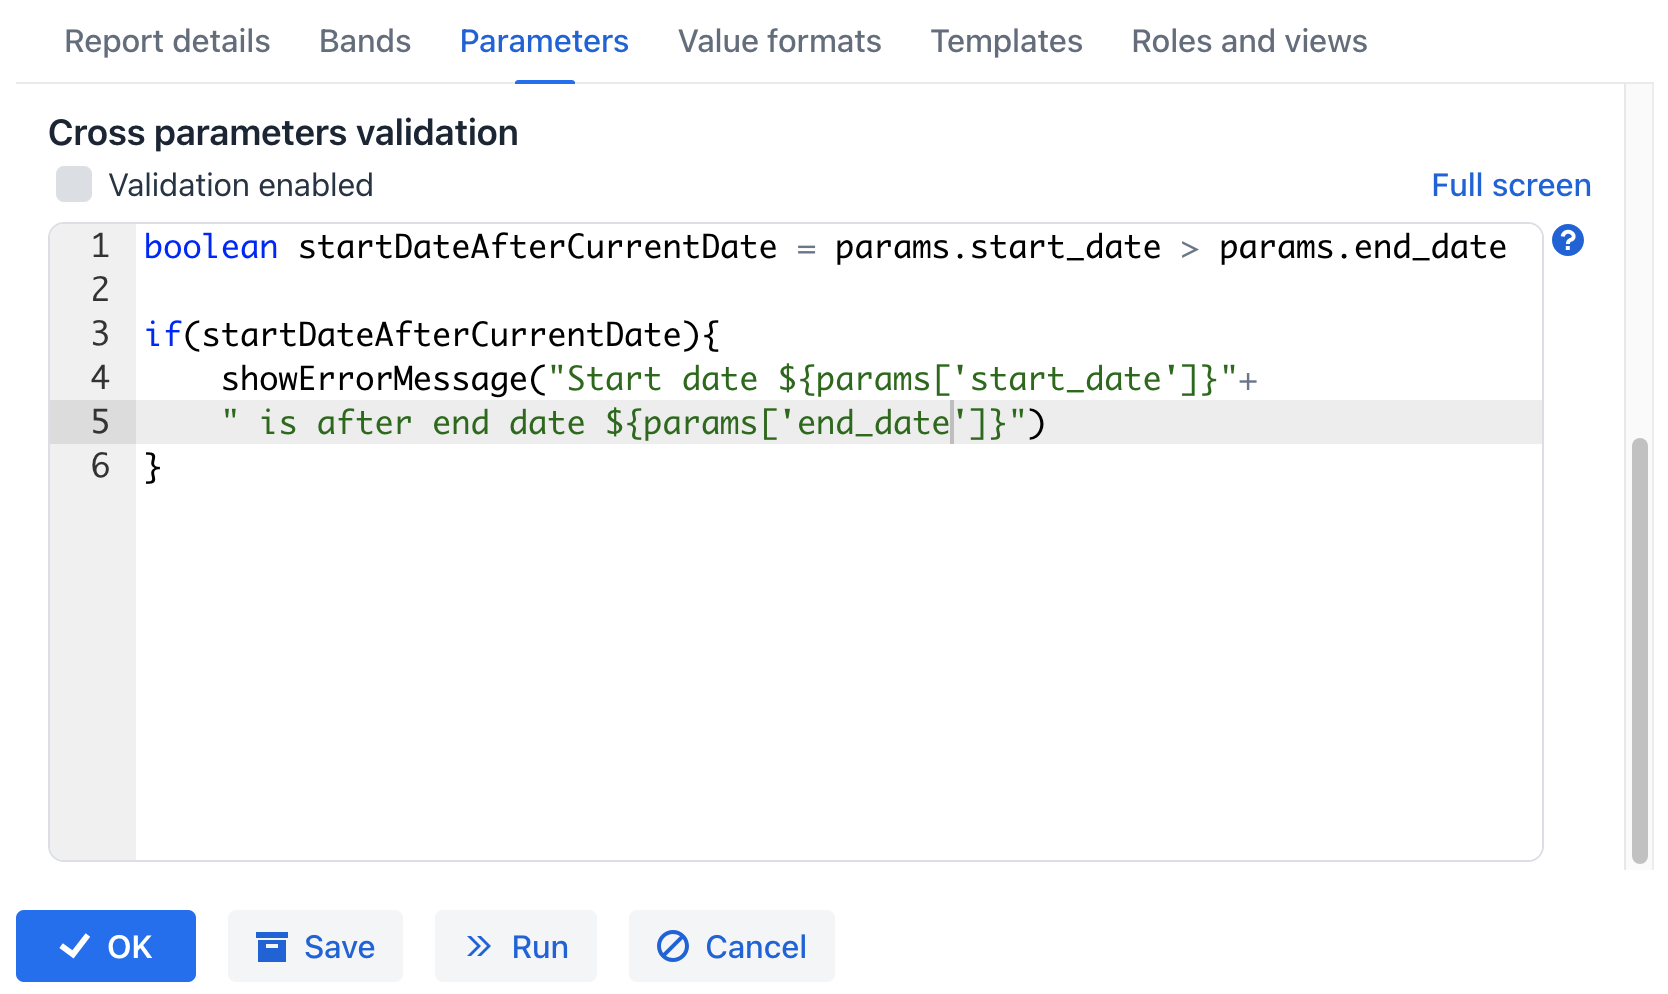 Report details Bands Parameters Value formats Templates Roles and views
Cross parameters validation
Validation enabled Full screen
1 boolean startDateAfterCurrentDate = params.start_date > params.end_date ?
2
3 if(startDateAfterCurrentDate){
4     showErrorMessage("Start date ${params['start_date']}"+
5     " is after end date ${params['end_date']}")
6 }
OK Save Run Cancel